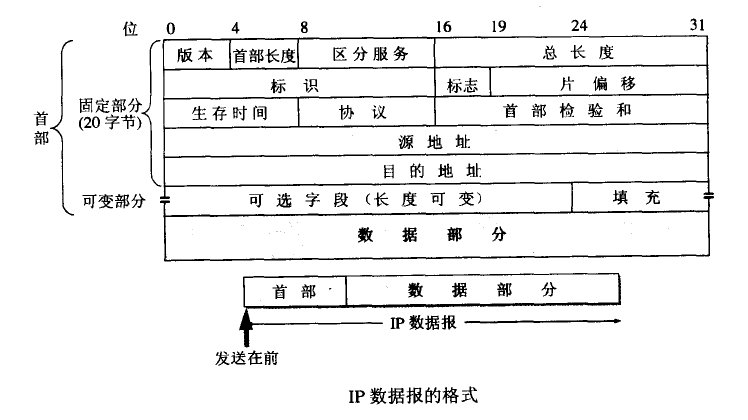 位 0 4 8 16 19 24 31
版本 首部长度 区分服务 总长度
标识 标志 片偏移
生存时间 协议 首部检验和
源地址
目的地址
可选字段（长度可变） 填充
数据部分
首部
固定部分
(20字节)
可变部分
首部 数据部分
IP数据报
发送在前
IP数据报的格式